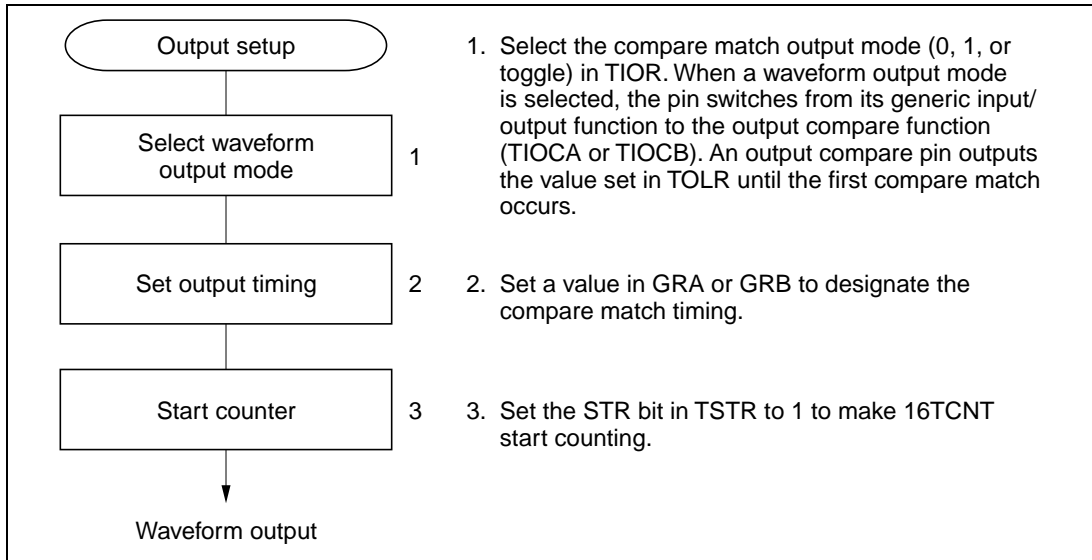 Output setup
Select waveform
output mode
1
Set output timing
2
Start counter
3
Waveform output
1. Select the compare match output mode (0, 1, or
toggle) in TIOR. When a waveform output mode
is selected, the pin switches from its generic input/
output function to the output compare function
(TIOCA or TIOCB). An output compare pin outputs
the value set in TOLR until the first compare match
occurs.
2. Set a value in GRA or GRB to designate the
compare match timing.
3. Set the STR bit in TSTR to 1 to make 16TCNT
start counting.